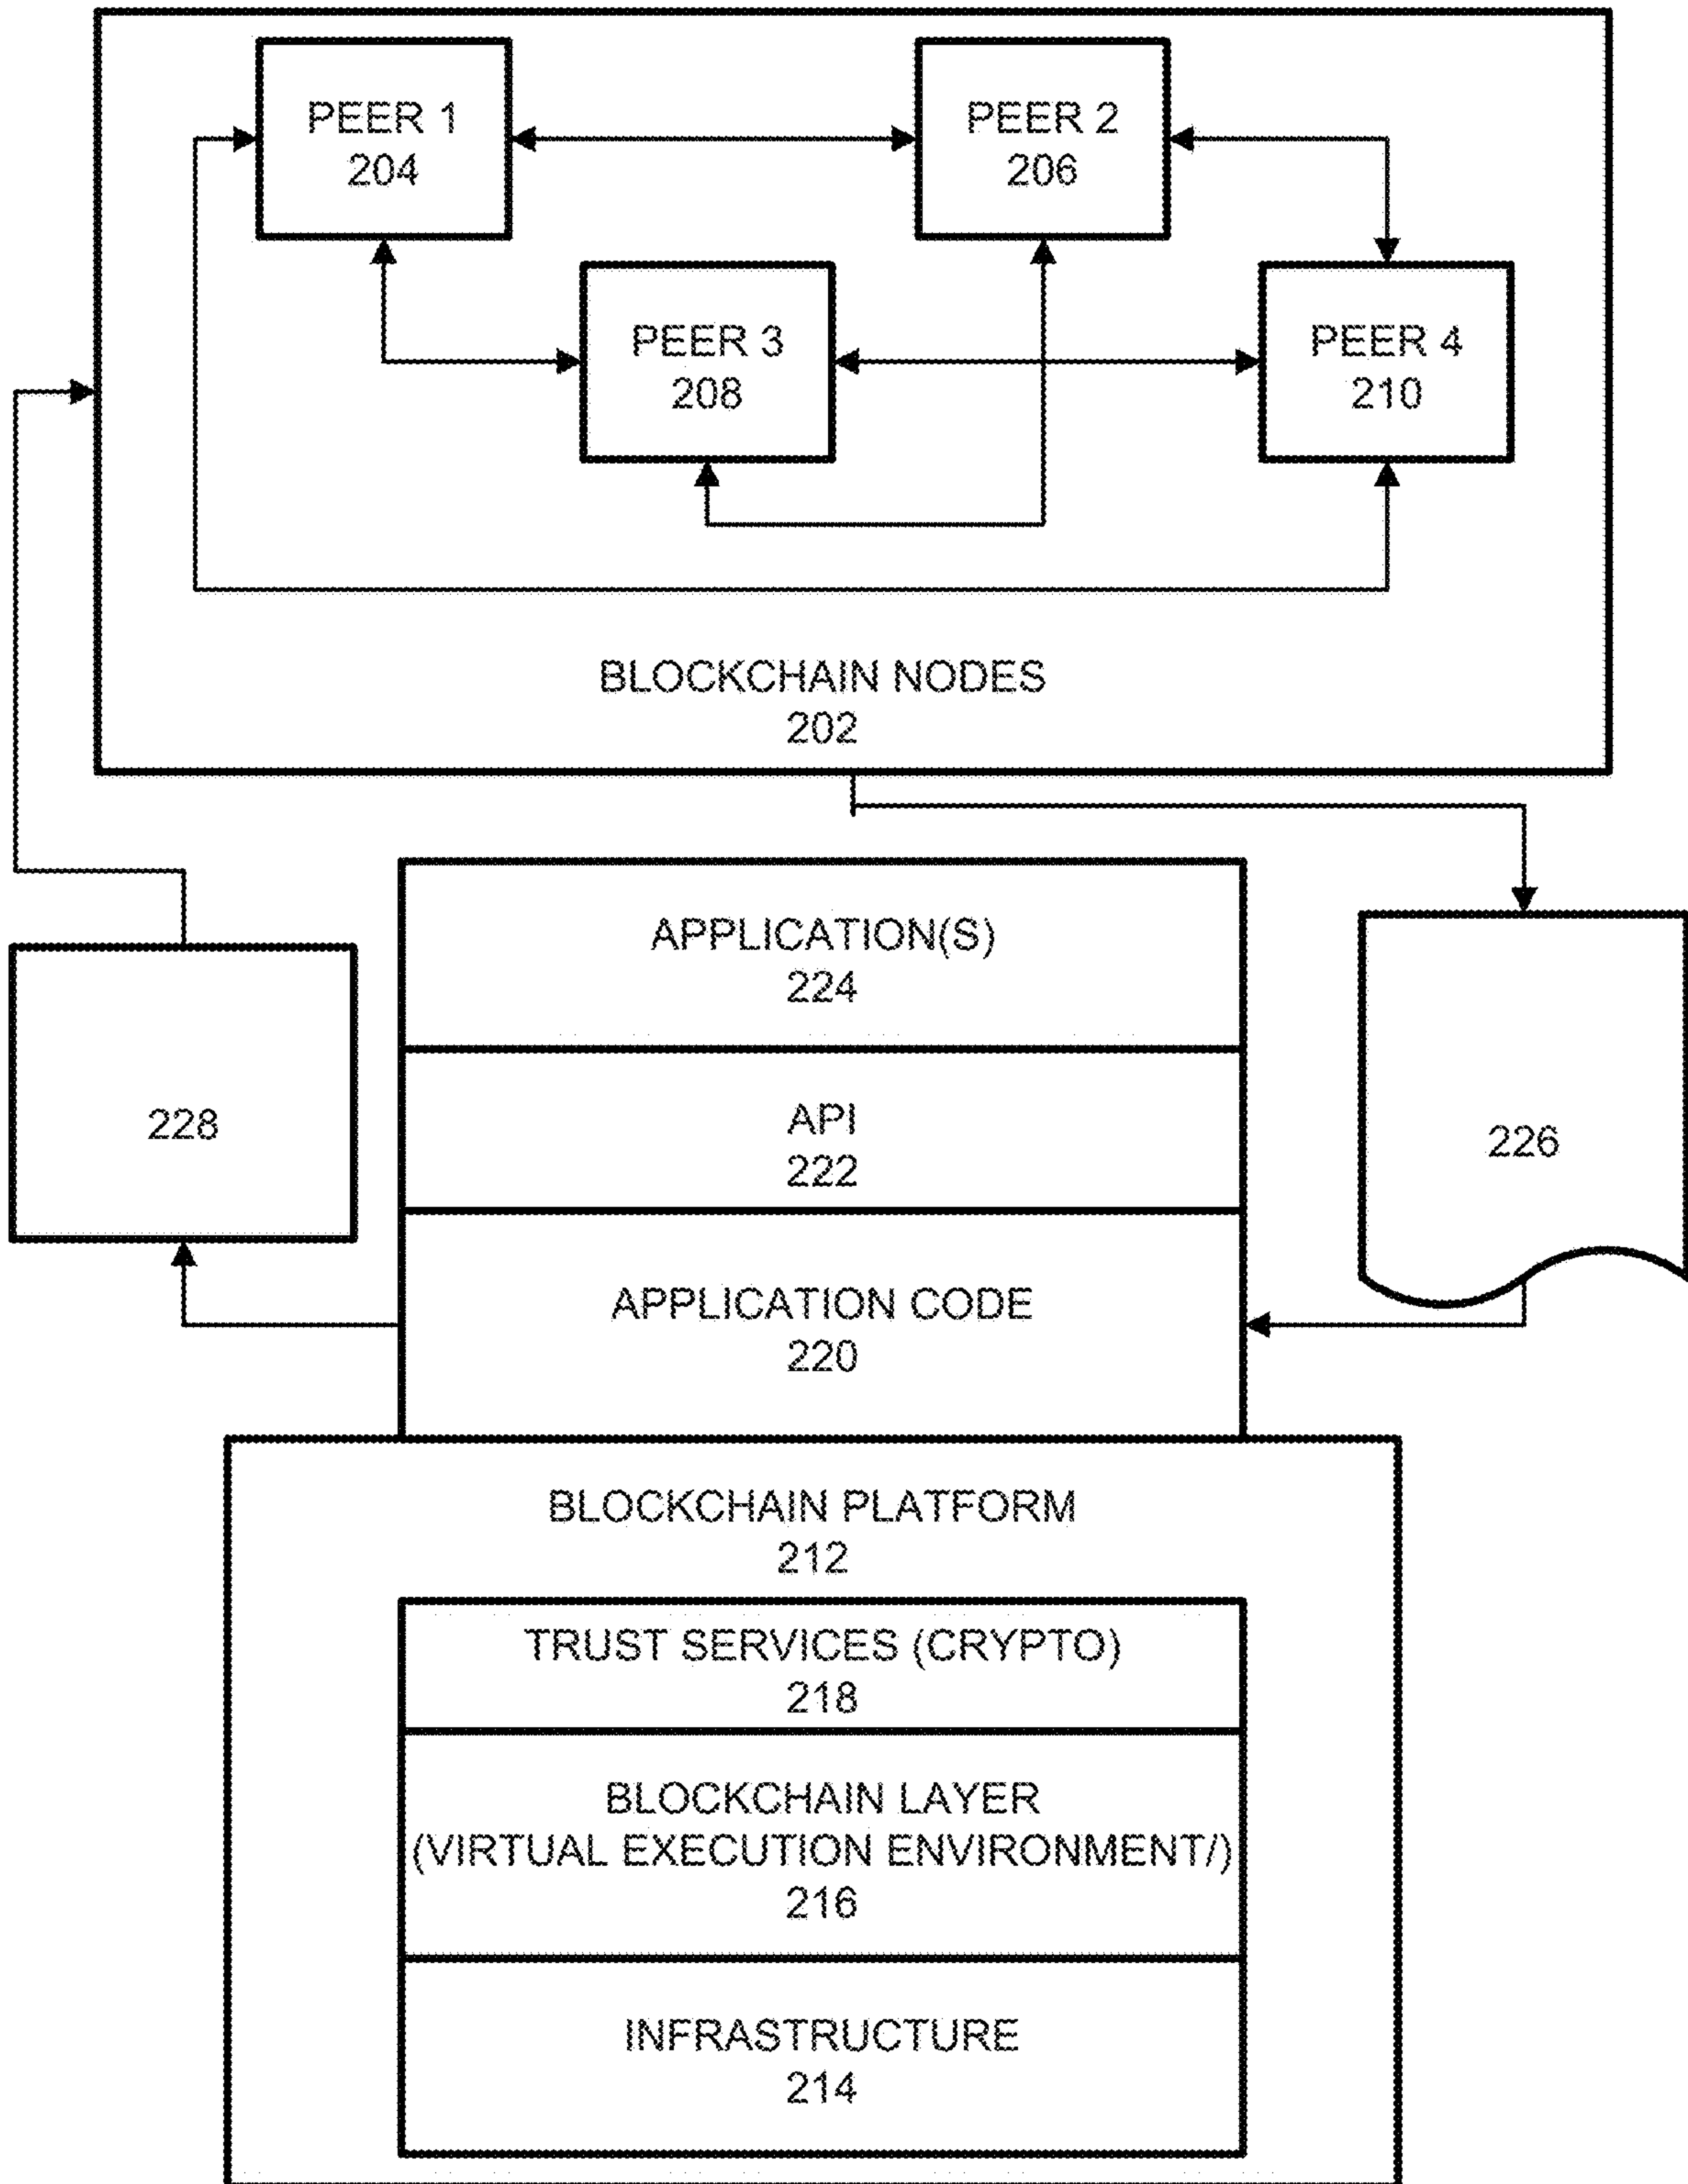 PEER 1
204
PEER 2
206
PEER 3
208
PEER 4
210
BLOCKCHAIN NODES
202
APPLICATION(S)
224
API
222
228
226
APPLICATION CODE
220
BLOCKCHAIN PLATFORM
212
TRUST SERVICES (CRYPTO)
218
BLOCKCHAIN LAYER
(VIRTUAL EXECUTION ENVIRONMENT/)
216
INFRASTRUCTURE
214